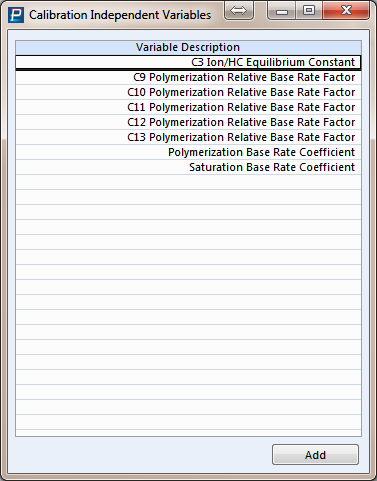 Calibration Independent Variables
Variable Description
C3 Ion/HC Equilibrium Constant
C9 Polymerization Relative Base Rate Factor
C10 Polymerization Relative Base Rate Factor
C11 Polymerization Relative Base Rate Factor
C12 Polymerization Relative Base Rate Factor
C13 Polymerization Relative Base Rate Factor
Polymerization Base Rate Coefficient
Saturation Base Rate Coefficient
Add